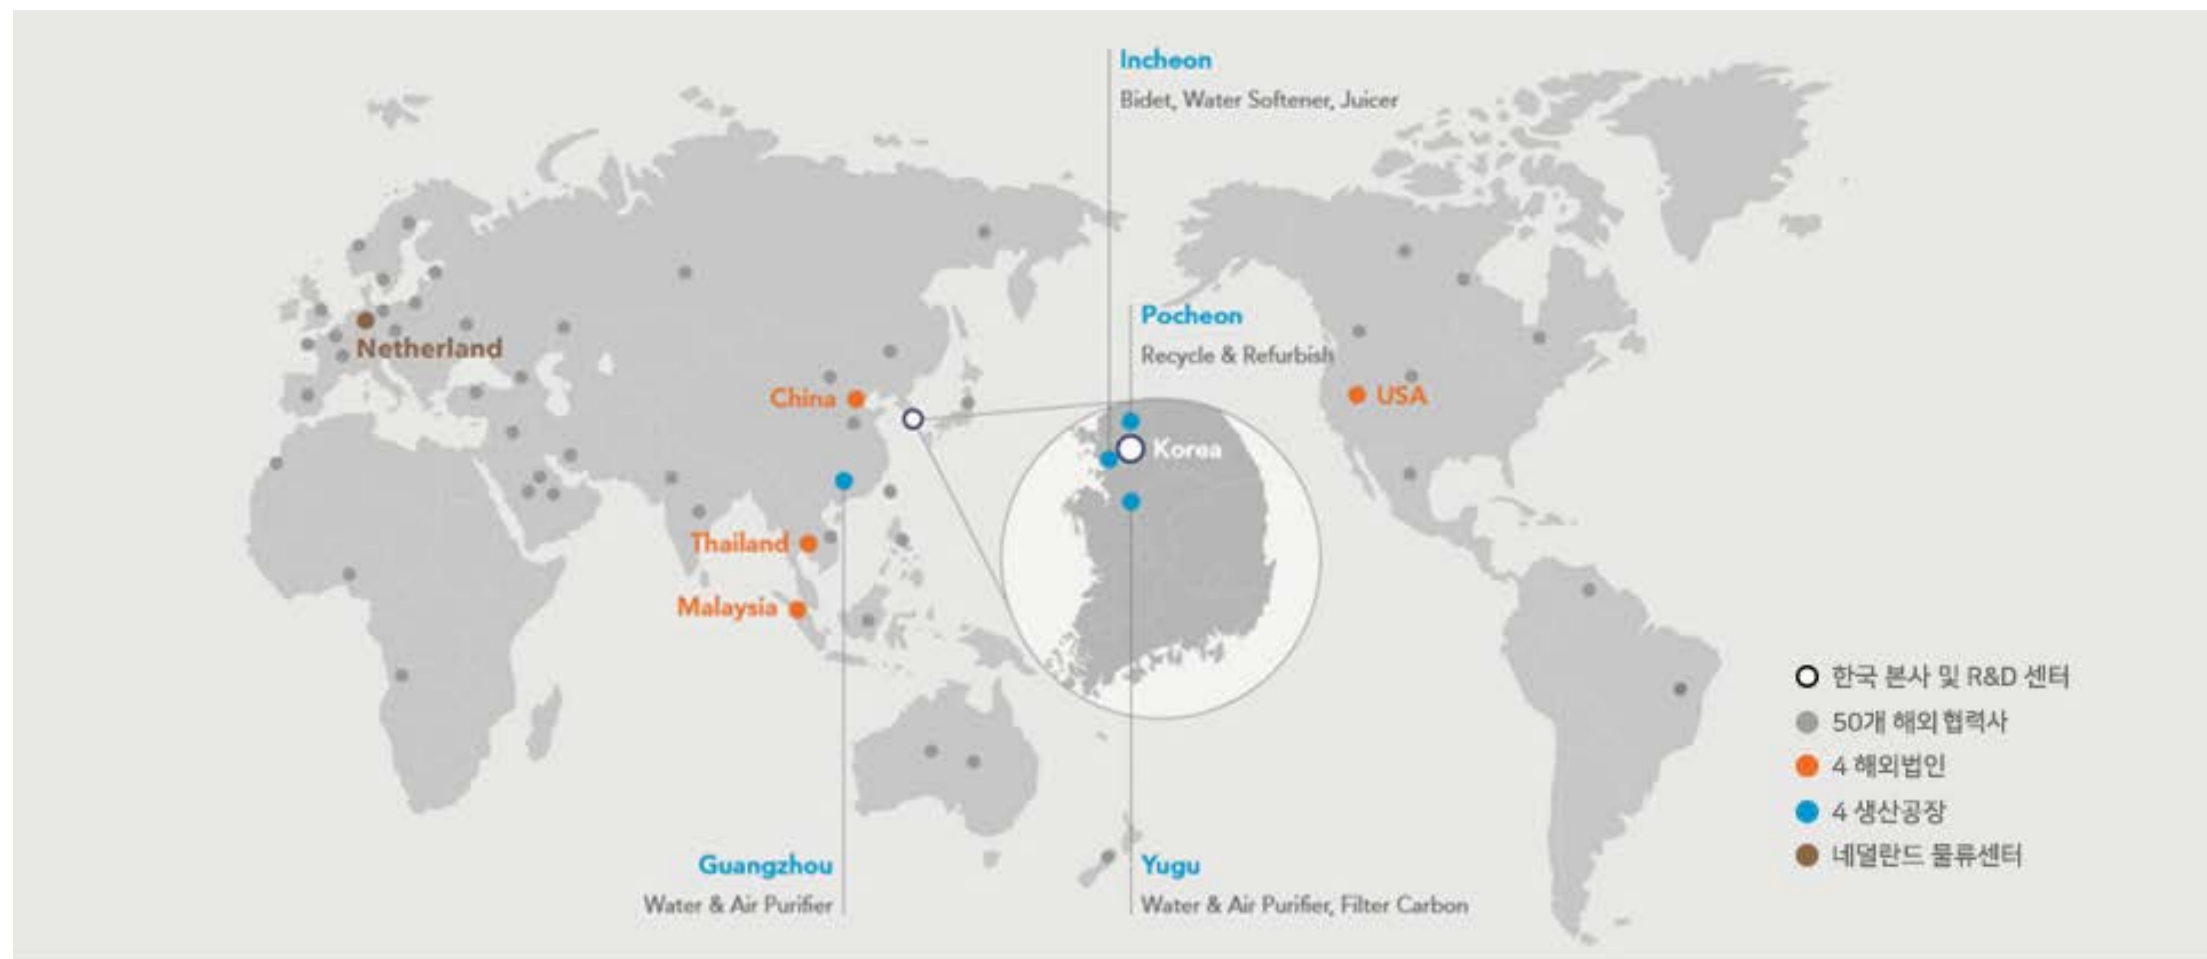 Incheon
Bidet, Water Softener, Juicer
Pocheon
Recycle & Refurbish
Netherland
China
USA
Korea
Thailand
Malaysia
Guangzhou
Water & Air Purifier
Yugu
Water & Air Purifier, Filter Carbon
한국 본사 및 R&D 센터
50개 해외 협력사
4 해외법인
4 생산공장
네덜란드 물류센터